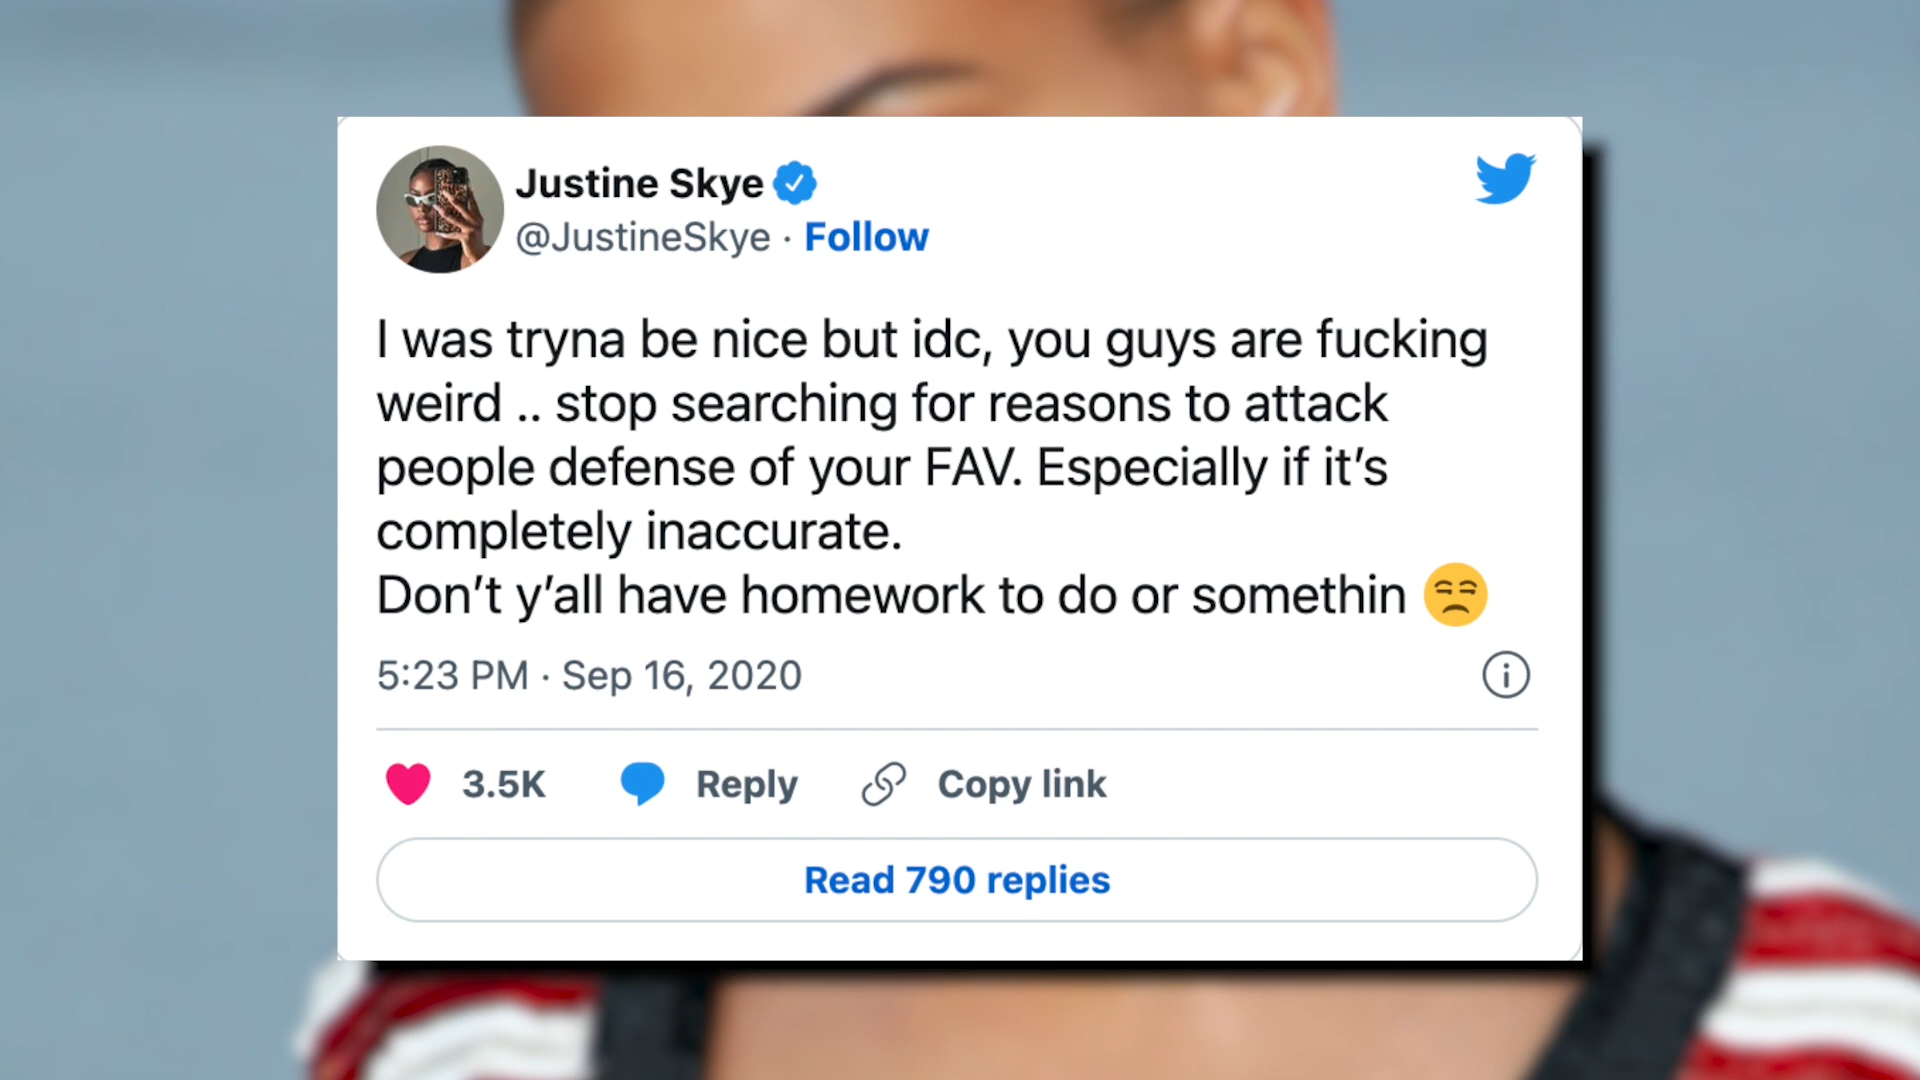 Justine Skye
@JustineSkye · Follow
I was tryna be nice but idc, you guys are fucking
weird .. stop searching for reasons to attack
people defense of your FAV. Especially if it’s
completely inaccurate.
Don’t y’all have homework to do or somethin 😒
5:23 PM · Sep 16, 2020
3.5K Reply Copy link
Read 790 replies